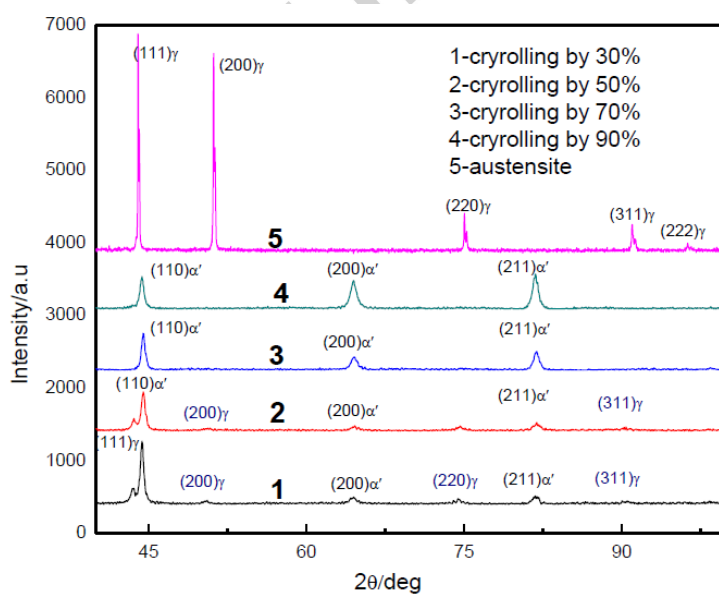 7000
6000
5000
4000
3000
2000
1000
0
Intensity/a.u
(111)γ
(200)γ
1-cryrolling by 30%
2-cryrolling by 50%
3-cryrolling by 70%
4-cryrolling by 90%
5-austensite
5
(220)γ
(311)γ
(222)γ
(110)α'
4
(200)α'
(211)α'
(110)α'
3
(200)α'
(211)α'
(110)α'
(200)γ
2
(200)α'
(211)α'
(311)γ
(111)γ
(200)γ
1
(200)α'
(220)γ
(211)α'
(311)γ
45
60
75
90
2θ/deg